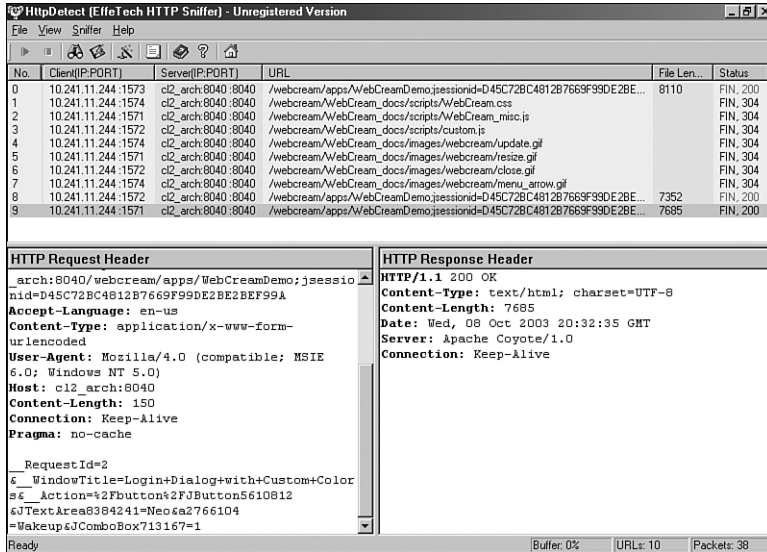 HttpDetect (EffeTech HTTP Sniffer) - Unregistered Version
File View Sniffer Help
No. Client(IP:PORT) Server(IP:PORT) URL File Len... Status
0 10.241.11.244 :1573 cl2_arch:8040 :8040 /webcream/apps/WebCreamDemo;jsessionid=D45C72BC4812B7669F99DE2BE... 8110 FIN, 200
1 10.241.11.244 :1574 cl2_arch:8040 :8040 /webcream/WebCream_docs/scripts/WebCream.css FIN, 304
2 10.241.11.244 :1571 cl2_arch:8040 :8040 /webcream/WebCream_docs/scripts/WebCream_misc.js FIN, 304
3 10.241.11.244 :1572 cl2_arch:8040 :8040 /webcream/WebCream_docs/scripts/custom.js FIN, 304
4 10.241.11.244 :1574 cl2_arch:8040 :8040 /webcream/WebCream_docs/images/webcream/update.gif FIN, 304
5 10.241.11.244 :1571 cl2_arch:8040 :8040 /webcream/WebCream_docs/images/webcream/resize.gif FIN, 304
6 10.241.11.244 :1572 cl2_arch:8040 :8040 /webcream/WebCream_docs/images/webcream/close.gif FIN, 304
7 10.241.11.244 :1574 cl2_arch:8040 :8040 /webcream/WebCream_docs/images/webcream/menu_arrow.gif FIN, 304
8 10.241.11.244 :1572 cl2_arch:8040 :8040 /webcream/apps/WebCreamDemo;jsessionid=D45C72BC4812B7669F99DE2BE... 7352 FIN, 200
9 10.241.11.244 :1571 cl2_arch:8040 :8040 /webcream/apps/WebCreamDemo;jsessionid=D45C72BC4812B7669F99DE2BE... 7685 FIN, 200
HTTP Request Header
_arch:8040/webcream/apps/WebCreamDemo;jsessio
nid=D45C72BC4812B7669F99DE2BE2BEF99A
Accept-Language: en-us
Content-Type: application/x-www-form-
urlencoded
User-Agent: Mozilla/4.0 (compatible; MSIE
6.0; Windows NT 5.0)
Host: cl2_arch:8040
Content-Length: 150
Connection: Keep-Alive
Pragma: no-cache
__RequestId=2
&__WindowTitle=Login+Dialog+with+Custom+Color
s&__Action=%2Fbutton%2FJButton5610812
&JTextArea8384241=Neo&a2766104
=Wakeup&JComboBox713167=1
HTTP Response Header
HTTP/1.1 200 OK
Content-Type: text/html; charset=UTF-8
Content-Length: 7685
Date: Wed, 08 Oct 2003 20:32:35 GMT
Server: Apache Coyote/1.0
Connection: Keep-Alive
Ready Buffer: 0% URLs: 10 Packets: 38